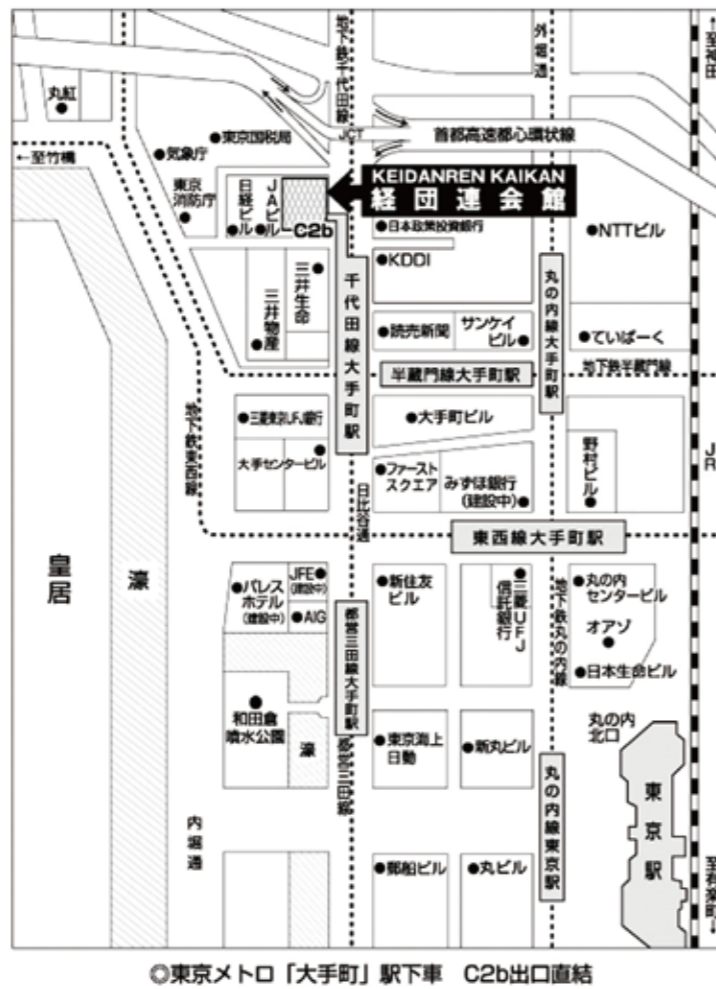 地下鉄千代田線
外堀通
←至神田
丸紅
東京国税局
JCT
首都高速都心環状線
気象庁
←至竹橋
東京
消防庁
日経ビル
JAビル
C2b
KEIDANREN KAIKAN
経団連会館
日本政策投資銀行
NTTビル
KDDI
三井物産
三井生命
千代田線大手町駅
丸の内線大手町駅
読売新聞
サンケイ
ビル
ていぱーく
半蔵門線大手町駅
地下鉄半蔵門線
地下鉄東西線
三菱東京UFJ銀行
大手センタービル
大手町ビル
ファースト
スクエア
みずほ銀行
(建設中)
野村ビル
JR
日比谷通
東西線大手町駅
皇居
濠
パレス
ホテル
(建設中)
JFE
(建設中)
AIG
都営三田線大手町駅
新住友
ビル
三菱UFJ
信託銀行
地下鉄丸の内線
丸の内
センタービル
オアゾ
日本生命ビル
和田倉
噴水公園
濠
都営三田線
東京海上
日動
新丸ビル
丸の内線東京駅
丸の内
北口
東京駅
内堀通
郵船ビル
丸ビル
至有楽町→
◎東京メトロ「大手町」駅下車 C2b出口直結